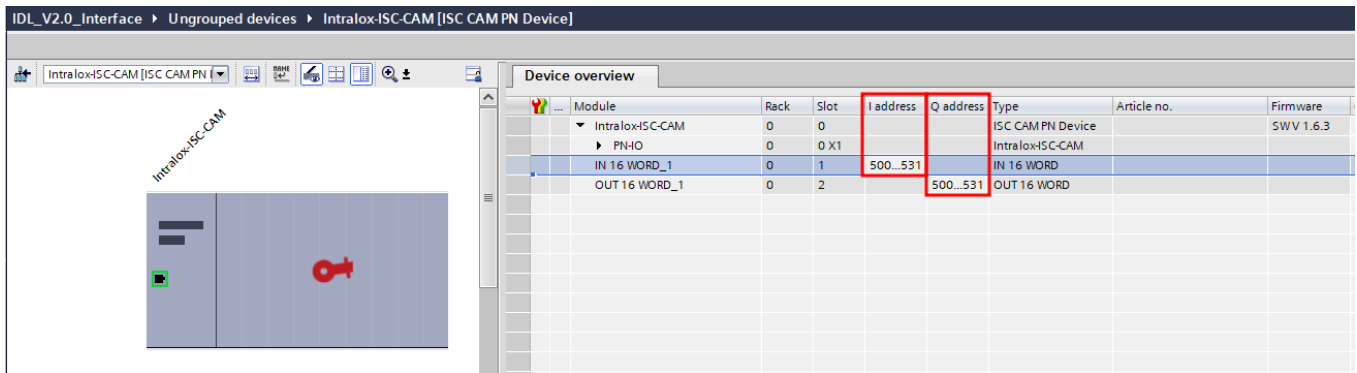 IDL_V2.0_Interface ▸ Ungrouped devices ▸ Intralox-ISC-CAM [ISC CAM PN Device]
Intralox-ISC-CAM [ISC CAM PN
Device overview
... Module Rack Slot I address Q address Type Article no. Firmware
Intralox-ISC-CAM 0 0 ISC CAM PN Device SW V 1.6.3
PN-IO 0 0 X1 Intralox-ISC-CAM
IN 16 WORD_1 0 1 500...531 IN 16 WORD
OUT 16 WORD_1 0 2 500...531 OUT 16 WORD
Intralox-ISC-CAM